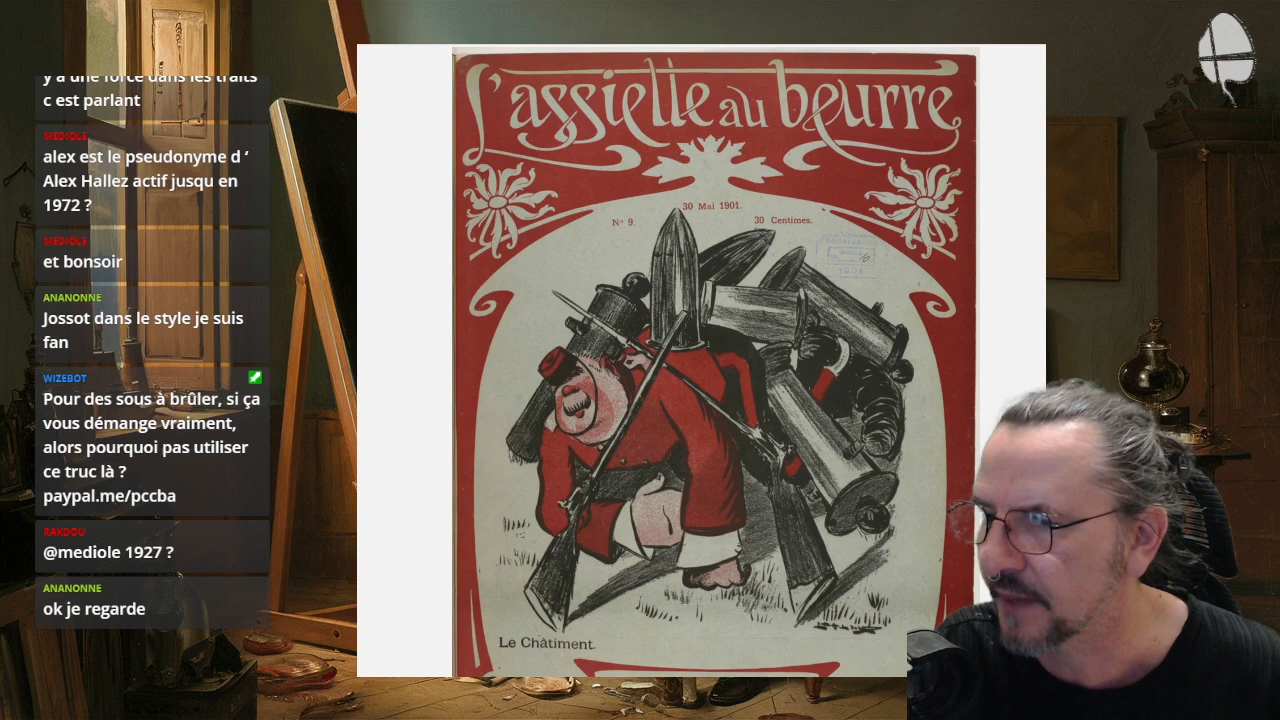 y a une force dans les traits
c est parlant
MEDIOLE
alex est le pseudonyme d ‘
Alex Hallez actif jusqu en
1972 ?
MEDIOLE
et bonsoir
ANANONNE
Jossot dans le style je suis
fan
WIZEBOT
Pour des sous à brûler, si ça
vous démange vraiment,
alors pourquoi pas utiliser
ce truc là ?
paypal.me/pccba
RAKDOU
@mediole 1927 ?
ANANONNE
ok je regarde
L'assiette au beurre
30 Mai 1901.
Nº 9.
30 Centimes.
Le Châtiment.